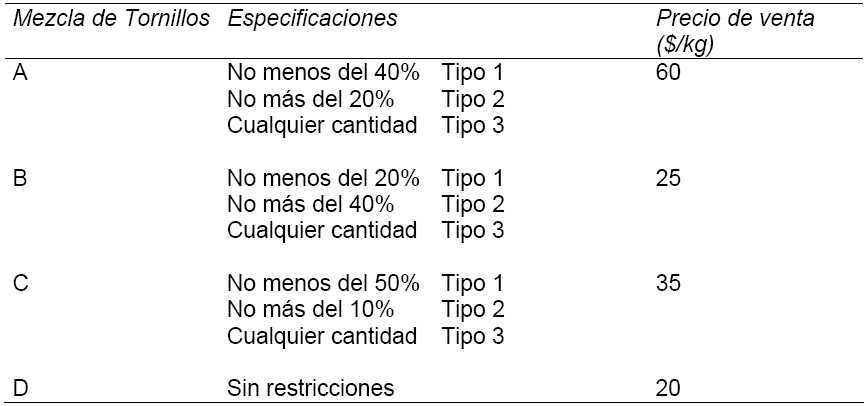 Mezcla de Tornillos Especificaciones Precio de venta
($/kg)
A No menos del 40% Tipo 1 60
No más del 20% Tipo 2
Cualquier cantidad Tipo 3
B No menos del 20% Tipo 1 25
No más del 40% Tipo 2
Cualquier cantidad Tipo 3
C No menos del 50% Tipo 1 35
No más del 10% Tipo 2
Cualquier cantidad Tipo 3
D Sin restricciones 20